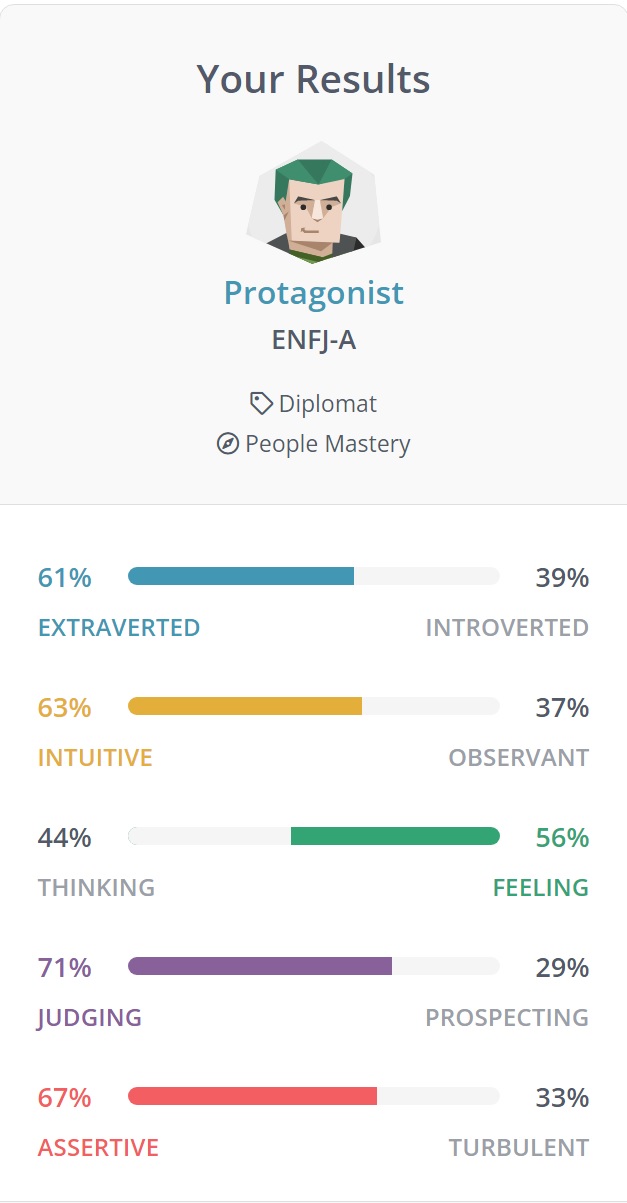 Your Results
Protagonist
ENFJ-A
Diplomat
People Mastery
61% 39%
EXTRAVERTED INTROVERTED
63% 37%
INTUITIVE OBSERVANT
44% 56%
THINKING FEELING
71% 29%
JUDGING PROSPECTING
67% 33%
ASSERTIVE TURBULENT